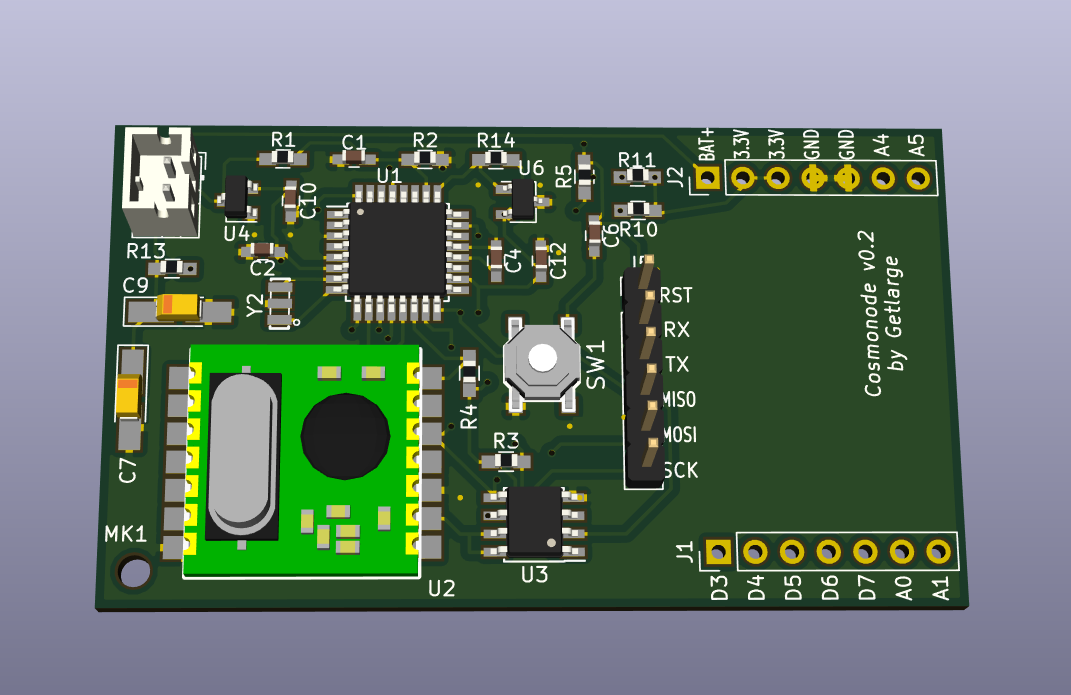 R1
C1
R2
R14
U6
R5
R11
J2
BAT+
3.3V
3.3V
GND
GND
A4
A5
U1
C10
U4
C2
R13
C9
Y2
C4
C12
C6
R10
RST
RX
TX
MISO
MOSI
SCK
Cosmonode v0.2
by Getlarge
SW1
R4
R3
C7
MK1
U2
U3
J1
D3
D4
D5
D6
D7
A0
A1